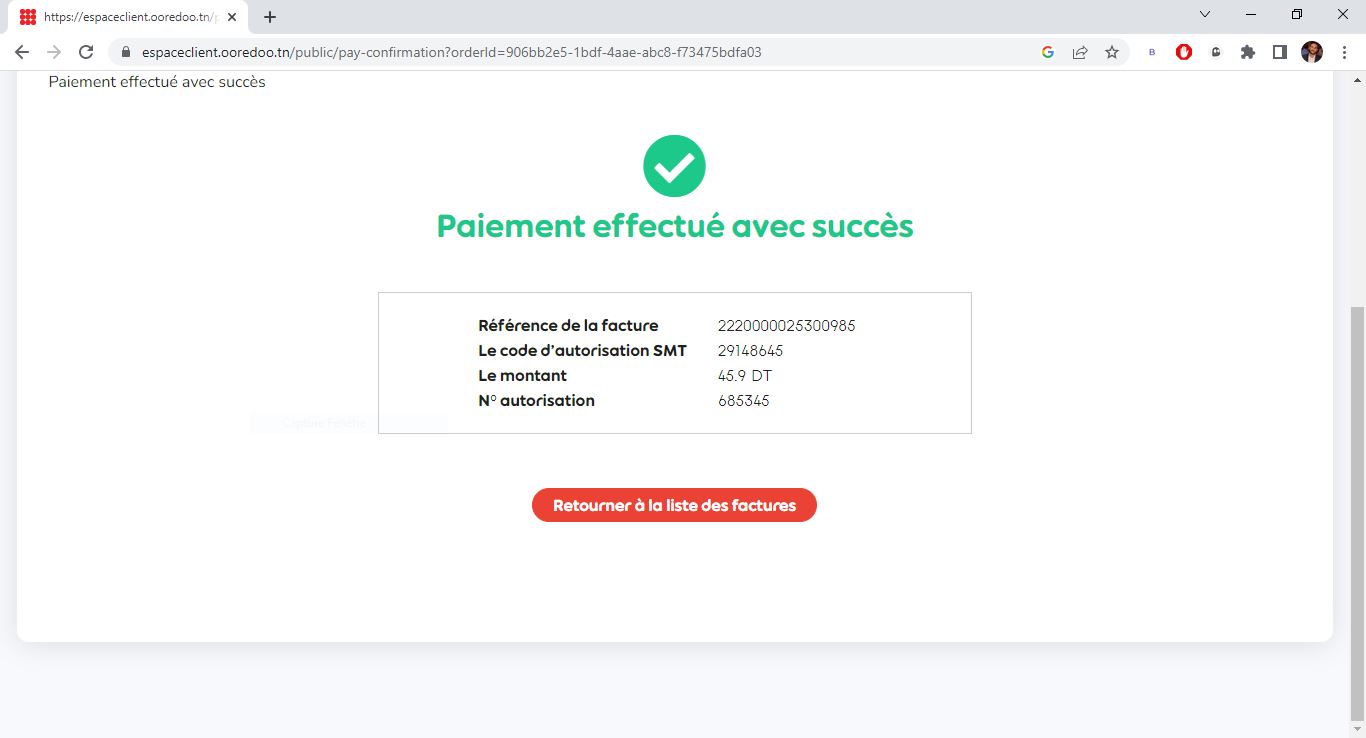 https://espaceclient.ooredoo.tn/p
espaceclient.ooredoo.tn/public/pay-confirmation?orderId=906bb2e5-1bdf-4aae-abc8-f73475bdfa03
Paiement effectué avec succès
Paiement effectué avec succès
Référence de la facture 2220000025300985
Le code d'autorisation SMT 29148645
Le montant 45.9 DT
Nº autorisation 685345
Capture Fenêtre
Retourner à la liste des factures